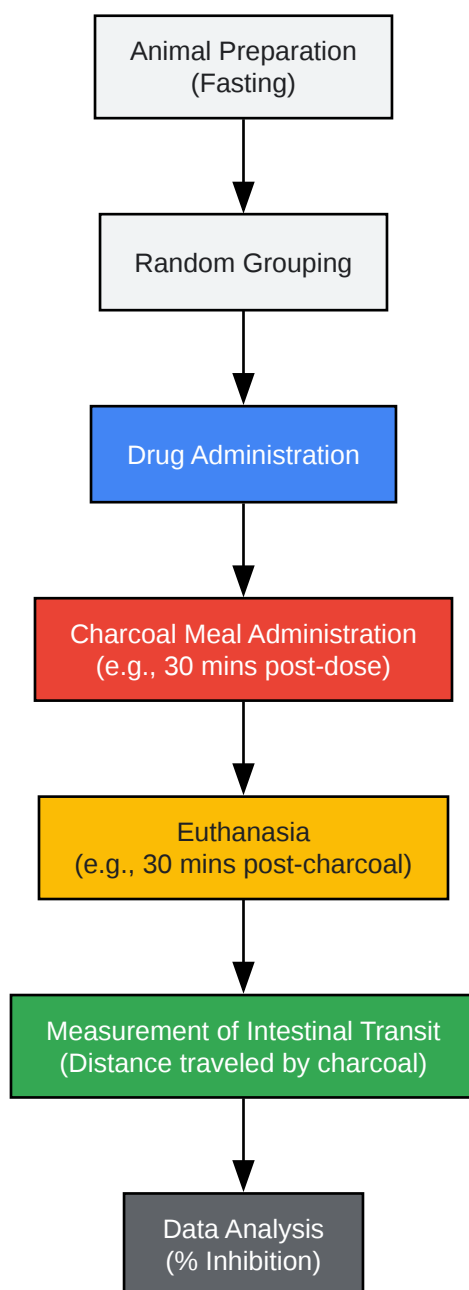 Animal Preparation
(Fasting)
Random Grouping
Drug Administration
Charcoal Meal Administration
(e.g., 30 mins post-dose)
Euthanasia
(e.g., 30 mins post-charcoal)
Measurement of Intestinal Transit
(Distance traveled by charcoal)
Data Analysis
(% Inhibition)